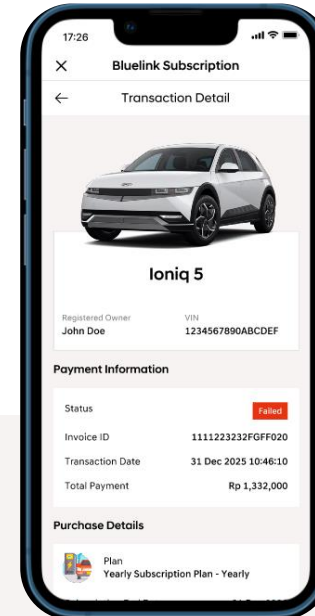 17:26
Bluelink Subscription
Transaction Detail
Ioniq 5
Registered Owner VIN
John Doe 1234567890ABCDEF
Payment Information
Status Failed
Invoice ID 1111223232FGFF020
Transaction Date 31 Dec 2025 10:46:10
Total Payment Rp 1,332,000
Purchase Details
Plan
Yearly Subscription Plan - Yearly